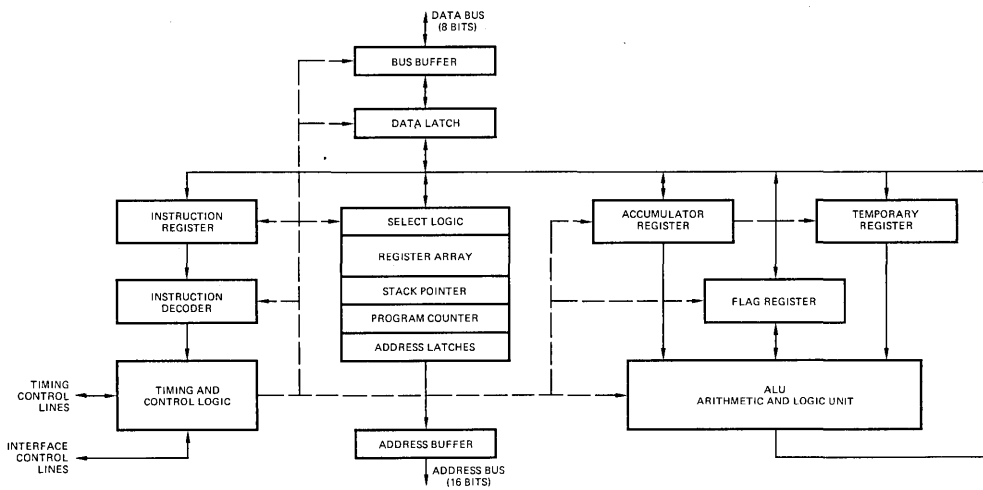 DATA BUS
(8 BITS)
BUS BUFFER
DATA LATCH
INSTRUCTION
REGISTER
SELECT LOGIC
ACCUMULATOR
REGISTER
TEMPORARY
REGISTER
REGISTER ARRAY
INSTRUCTION
DECODER
STACK POINTER
FLAG REGISTER
PROGRAM COUNTER
ADDRESS LATCHES
TIMING
CONTROL
LINES
TIMING AND
CONTROL LOGIC
ALU
ARITHMETIC AND LOGIC UNIT
INTERFACE
CONTROL
LINES
ADDRESS BUFFER
ADDRESS BUS
(16 BITS)